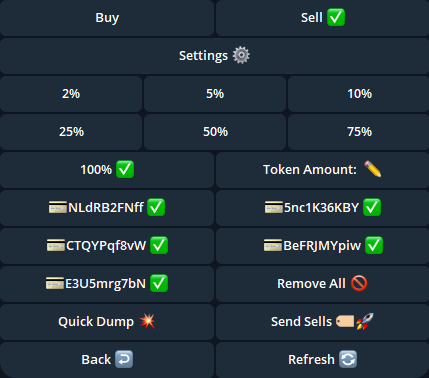 Buy Sell ✅
Settings ⚙️
2% 5% 10%
25% 50% 75%
100% ✅ Token Amount: ✏️
💳NLdRB2FNff ✅ 💳5nc1K36KBY ✅
💳CTQYPqf8vW ✅ 💳BeFRJMYpiw ✅
💳E3U5mrg7bN ✅ Remove All 🚫
Quick Dump 💥 Send Sells 🏷️🚀
Back ↩️ Refresh 🔄